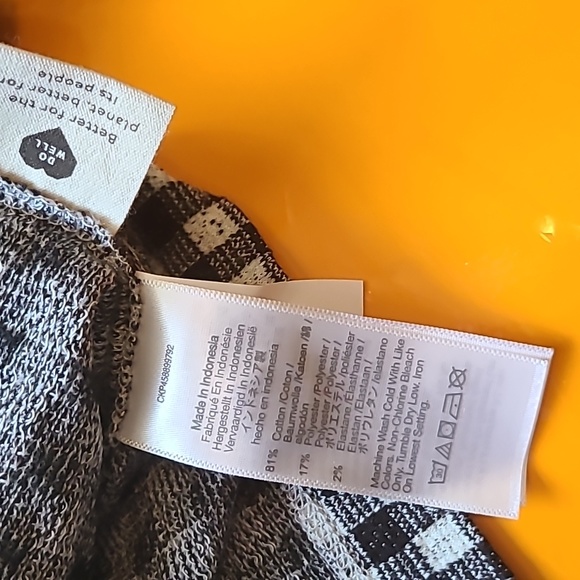 Better for the
planet, better for
its people
DO
WELL
CKP458899792
Made In Indonesia
Fabriqué En Indonésie
Hergestellt In Indonesien
Vervaardigd In Indonesië
インドネシア製
hecho en indonesia
81% Cotton /Coton /
Baumwolle /Katoen /綿 /
algodón
17% Polyester /Polyester /
Polyester /Polyester /
ポリエステル /poliéster
2% Elastane /Élasthanne /
Elastan /Elastaan /
ポリウレタン /elastano
Machine Wash Cold With Like
Colors. Non-Chlorine Bleach
Only. Tumble Dry Low. Iron
on Lowest Setting.